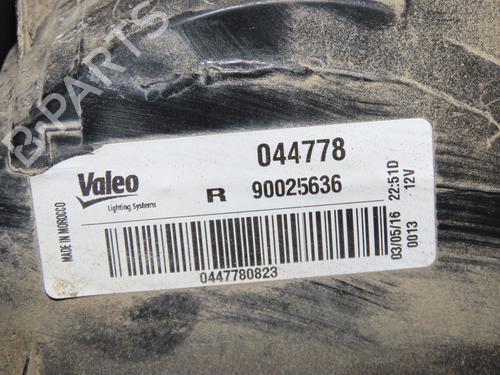 B-PARTS
044778
Valeo
Lighting Systems
R 90025636
MADE IN MOROCCO
0447780823
03/05/16 22:51D
0013 12V